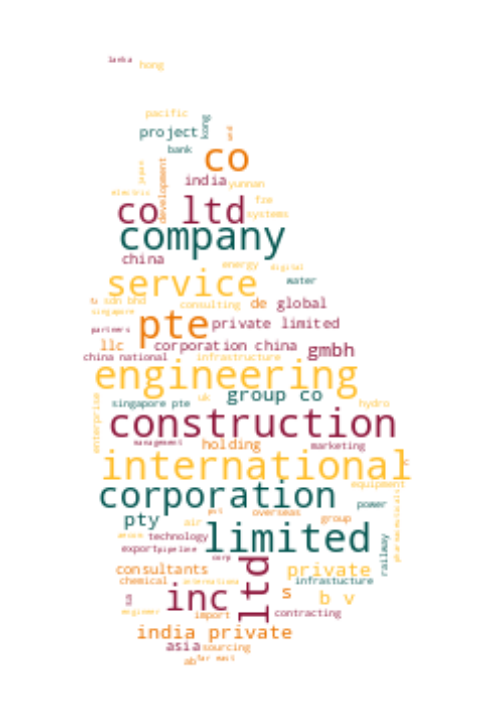 lanka
hong
pacific
project
kong
bank
co
development
india
yunnan
electric
fze
co ltd
systems
company
china
energy
digital
service
water
sdn bhd
consulting
de
global
singapore
pte
private limited
partners
llc
corporation china
gmbh
china national
infrastructure
engineering
group co
uk
singapore pte
hydro
enterprise
construction
management
holding
marketing
international
equipment
corporation
power
pharmaceuticals
overseas
pty
air
group
limited
technology
railway
export
pipeline
corp
ltd
consultants
private
chemical
infrastucture
inc
s
b v
engineer
import
contracting
india private
asia
sourcing
ab
far east